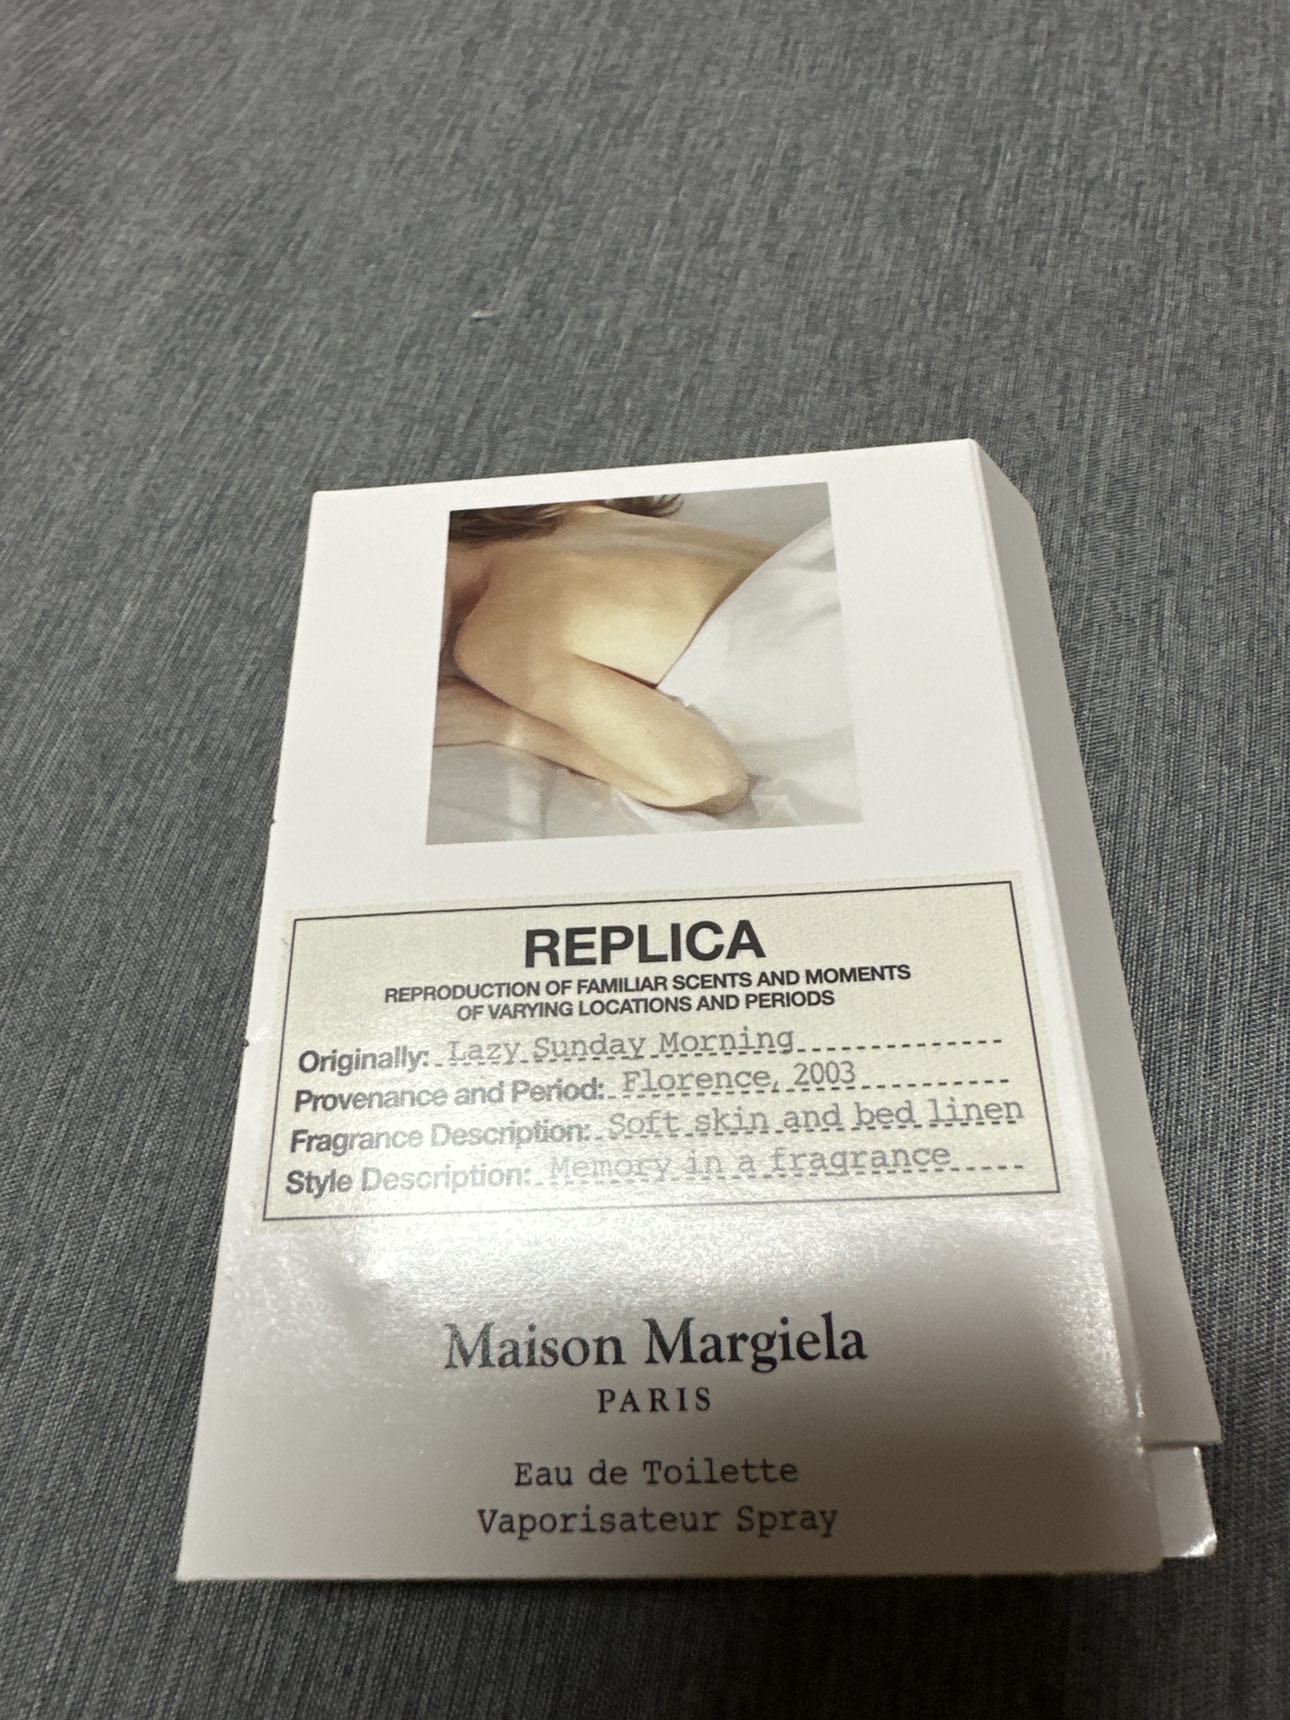 REPLICA
REPRODUCTION OF FAMILIAR SCENTS AND MOMENTS
OF VARYING LOCATIONS AND PERIODS
Originally: Lazy Sunday Morning
Provenance and Period: Florence, 2003
Fragrance Description: Soft skin and bed linen
Style Description: Memory in a fragrance
Maison Margiela
PARIS
Eau de Toilette
Vaporisateur Spray